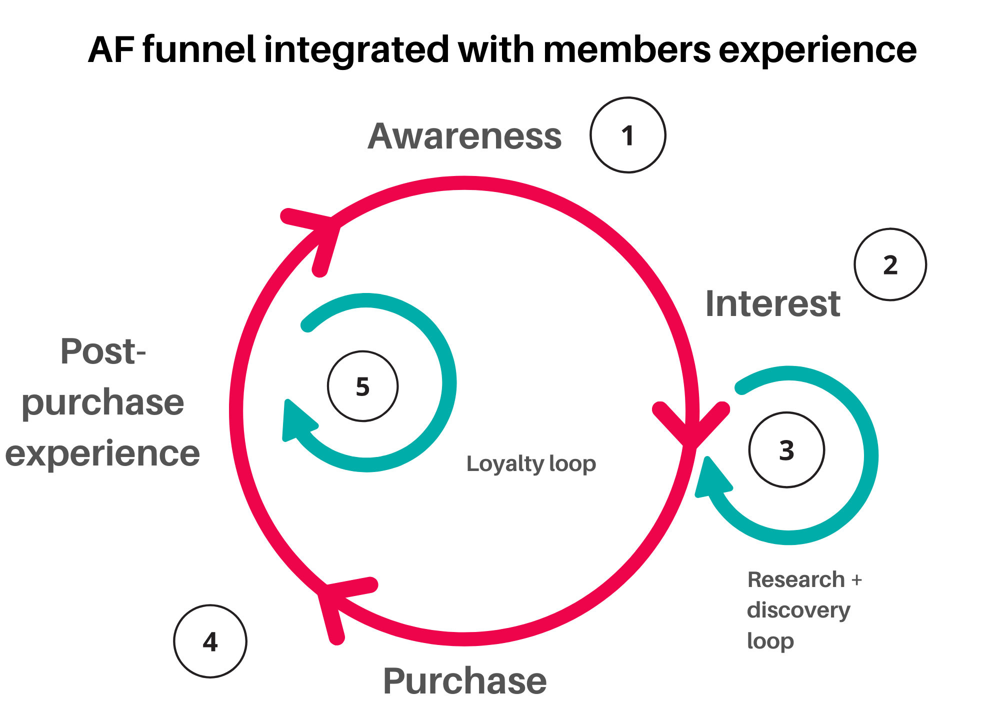 AF funnel integrated with members experience
Awareness
1
2
Interest
Post-
purchase
experience
5
3
Loyalty loop
Research +
discovery
loop
4
Purchase